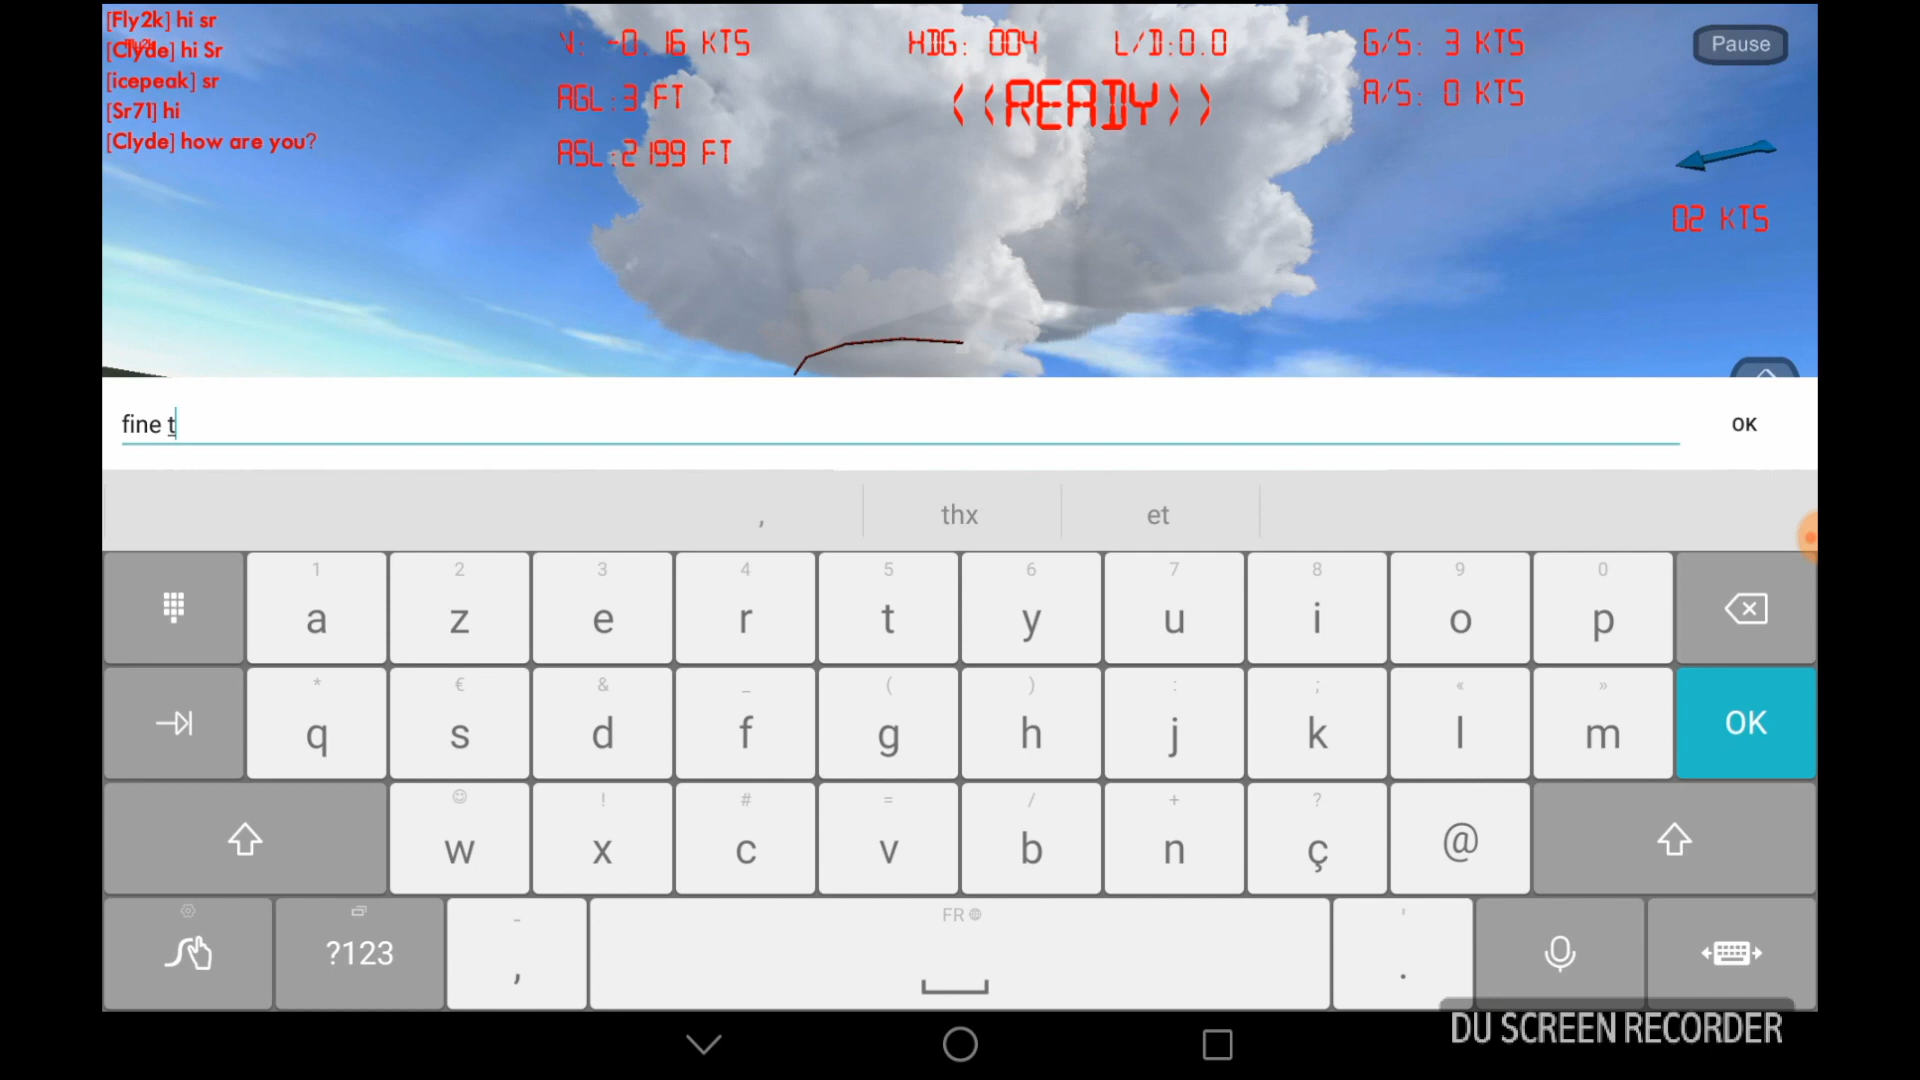 [Fly2k] hi sr
[Clyde] hi Sr
[icepeak] sr
[Sr71] hi
[Clyde] how are you?
V: -0.16 KTS
AGL:3 FT
ASL:2199 FT
HDG: 004
L/D:0.0
((READY))
G/S: 3 KTS
A/S: 0 KTS
Pause
02 KTS
fine t
OK
, thx et
1 2 3 4 5 6 7 8 9 0
a z e r t y u i o p
* € & _ ( ) : ; « »
q s d f g h j k l m OK
! # = / + ?
w x c v b n ç @
- FR '
?123 , .
DU SCREEN RECORDER